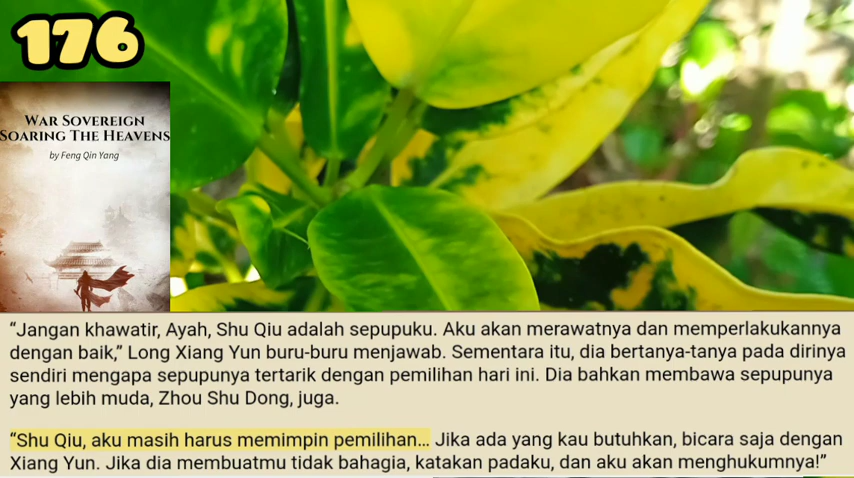 176
WAR SOVEREIGN
SOARING THE HEAVENS
by Feng Qin Yang
“Jangan khawatir, Ayah, Shu Qiu adalah sepupuku. Aku akan merawatnya dan memperlakukannya
dengan baik,” Long Xiang Yun buru-buru menjawab. Sementara itu, dia bertanya-tanya pada dirinya
sendiri mengapa sepupunya tertarik dengan pemilihan hari ini. Dia bahkan membawa sepupunya
yang lebih muda, Zhou Shu Dong, juga.
“Shu Qiu, aku masih harus memimpin pemilihan… Jika ada yang kau butuhkan, bicara saja dengan
Xiang Yun. Jika dia membuatmu tidak bahagia, katakan padaku, dan aku akan menghukumnya!”